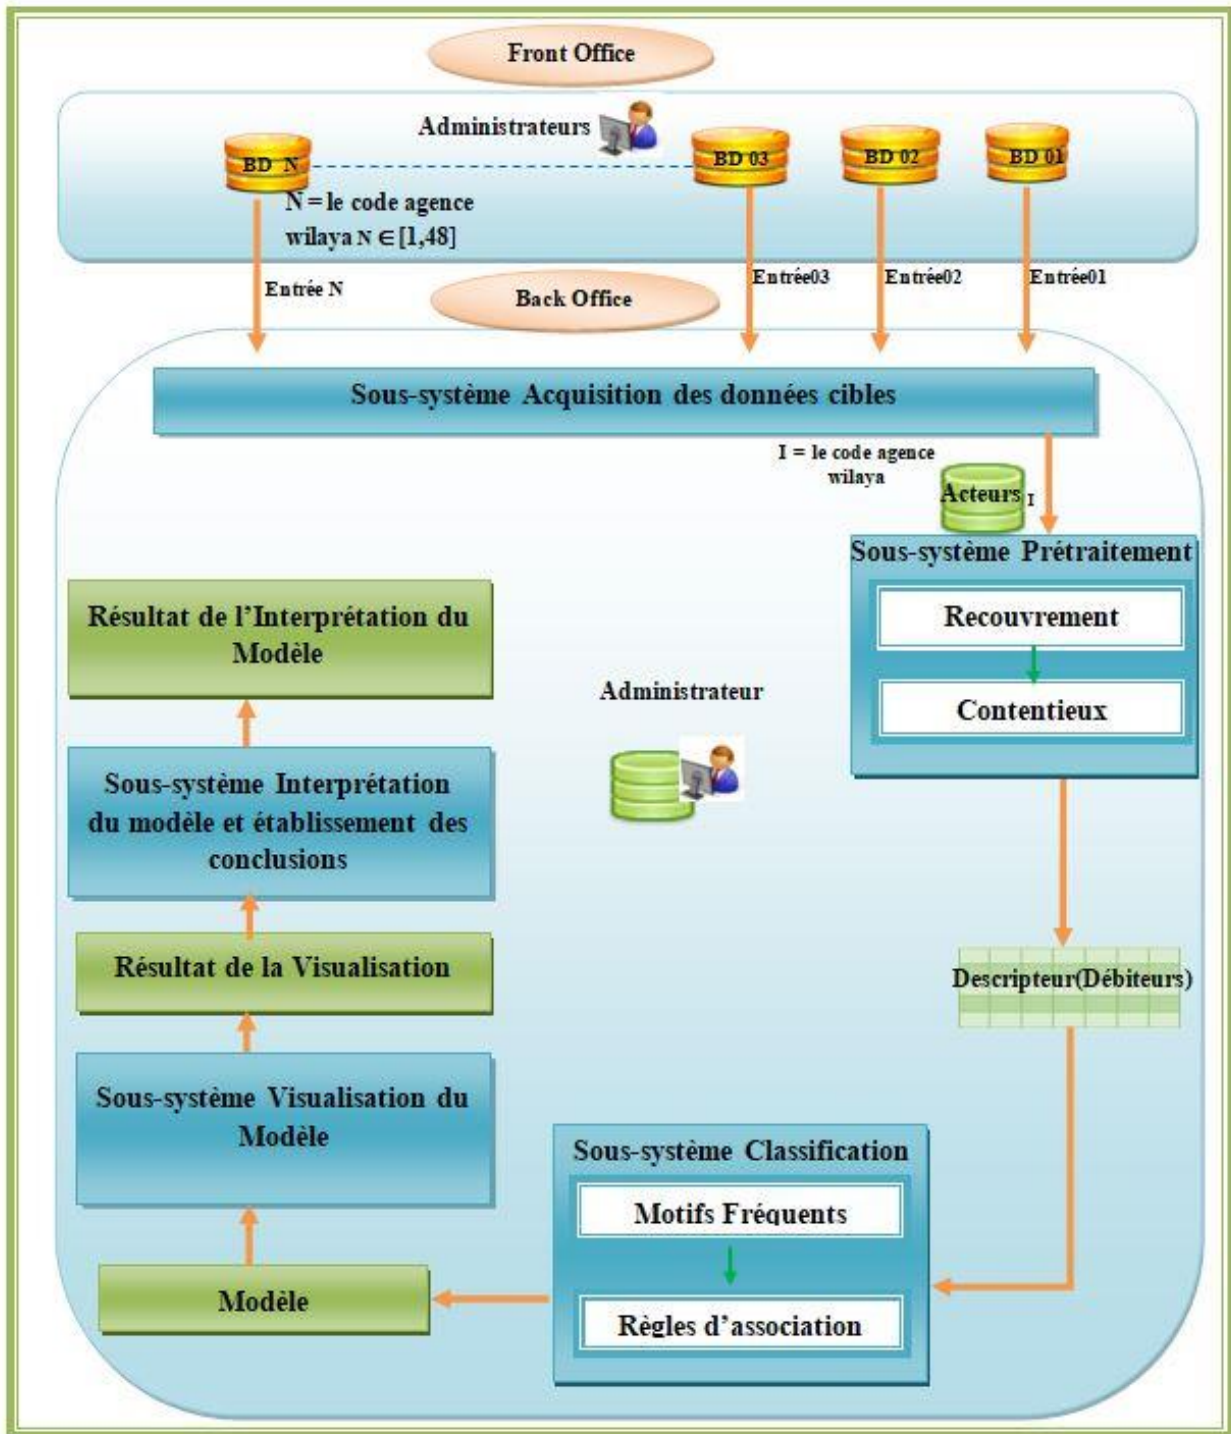 Front Office
Administrateurs
BD N
BD 03
BD 02
BD 01
N = le code agence
wilaya N ∈ [1,48]
Entrée N
Entrée03
Entrée02
Entrée01
Back Office
Sous-système Acquisition des données cibles
I = le code agence
wilaya
Acteurs I
Sous-système Prétraitement
Recouvrement
Contentieux
Administrateur
Résultat de l’Interprétation du
Modèle
Sous-système Interprétation
du modèle et établissement des
conclusions
Résultat de la Visualisation
Descripteur(Débiteurs)
Sous-système Visualisation du
Modèle
Sous-système Classification
Motifs Fréquents
Règles d’association
Modèle